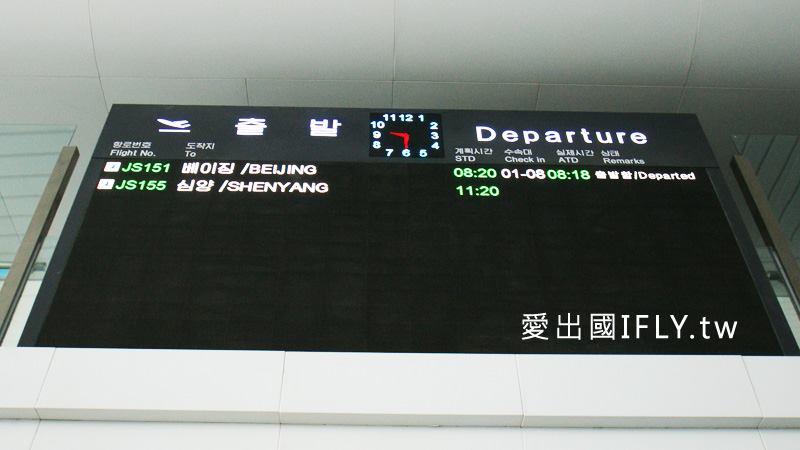 출 발 11 12 1 10 2 9 3 8 4 7 6 5 Departure
항로번호 도착지 계획시간 수속대 실제시간 상태
Flight No. To STD Check in ATD Remarks
JS151 베이징 /BEIJING 08:20 01-08 08:18 출발함/Departed
JS155 심양 /SHENYANG 11:20
愛出國IFLY.tw